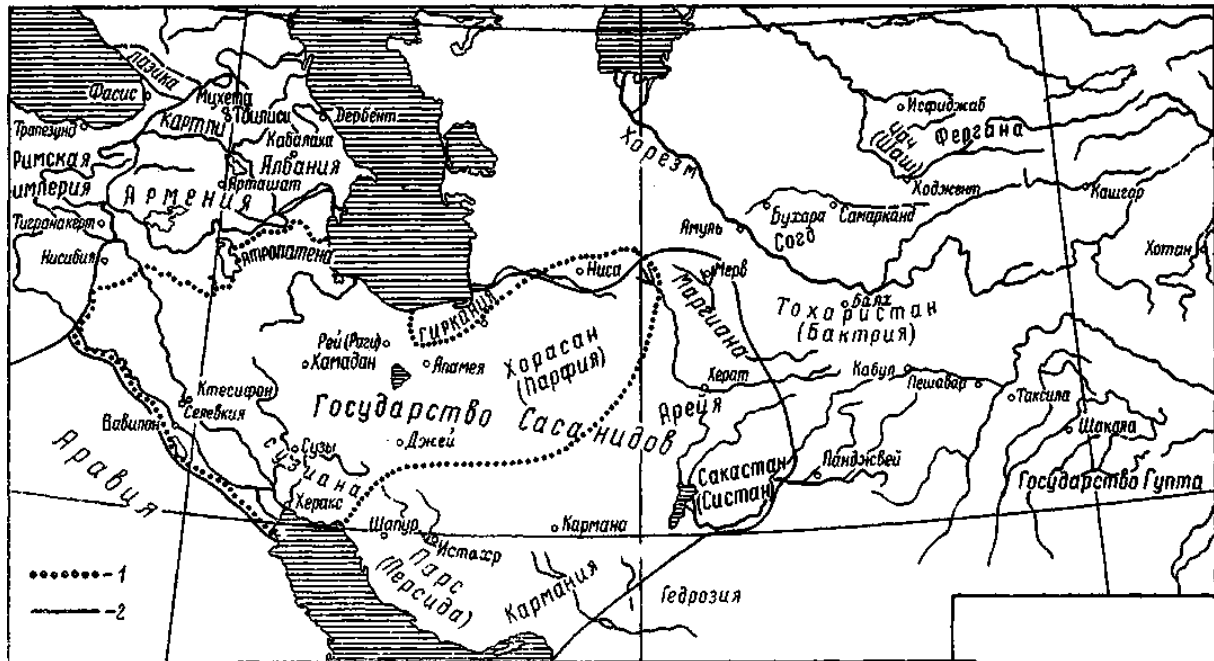 Лазика
Фасис
Мцхета
Тбилиси
Дербент
Трапезунд
Картли
Кабалака
Римская
империя
Албания
Армения
Арташат
Тигранакерт
Нисибия
Атропатена
Хорезм
Исфиджаб
Чач
(Шаш)
Фергана
Ходжент
Кашгар
Бухара
Самарканд
Согд
Амуль
Хотан
Ниса
Мерв
Маргиана
Гиркания
Балх
Тохаристан
(Бактрия)
Рей (Раги)
Хамадан
Апамея
Хорасан
(Парфия)
Херат
Кабул
Пешавар
Таксила
Шакала
Ктесифон
Селевкия
Вавилон
Государство Сасанидов
Арейя
Сузы
Сузиана
Джей
Сакастан
(Систан)
Панджвей
Государство Гупта
Аравия
Херакс
Шапур
Истахр
Кармана
Парс
(Персида)
Кармания
Гедрозия
- 1
- 2